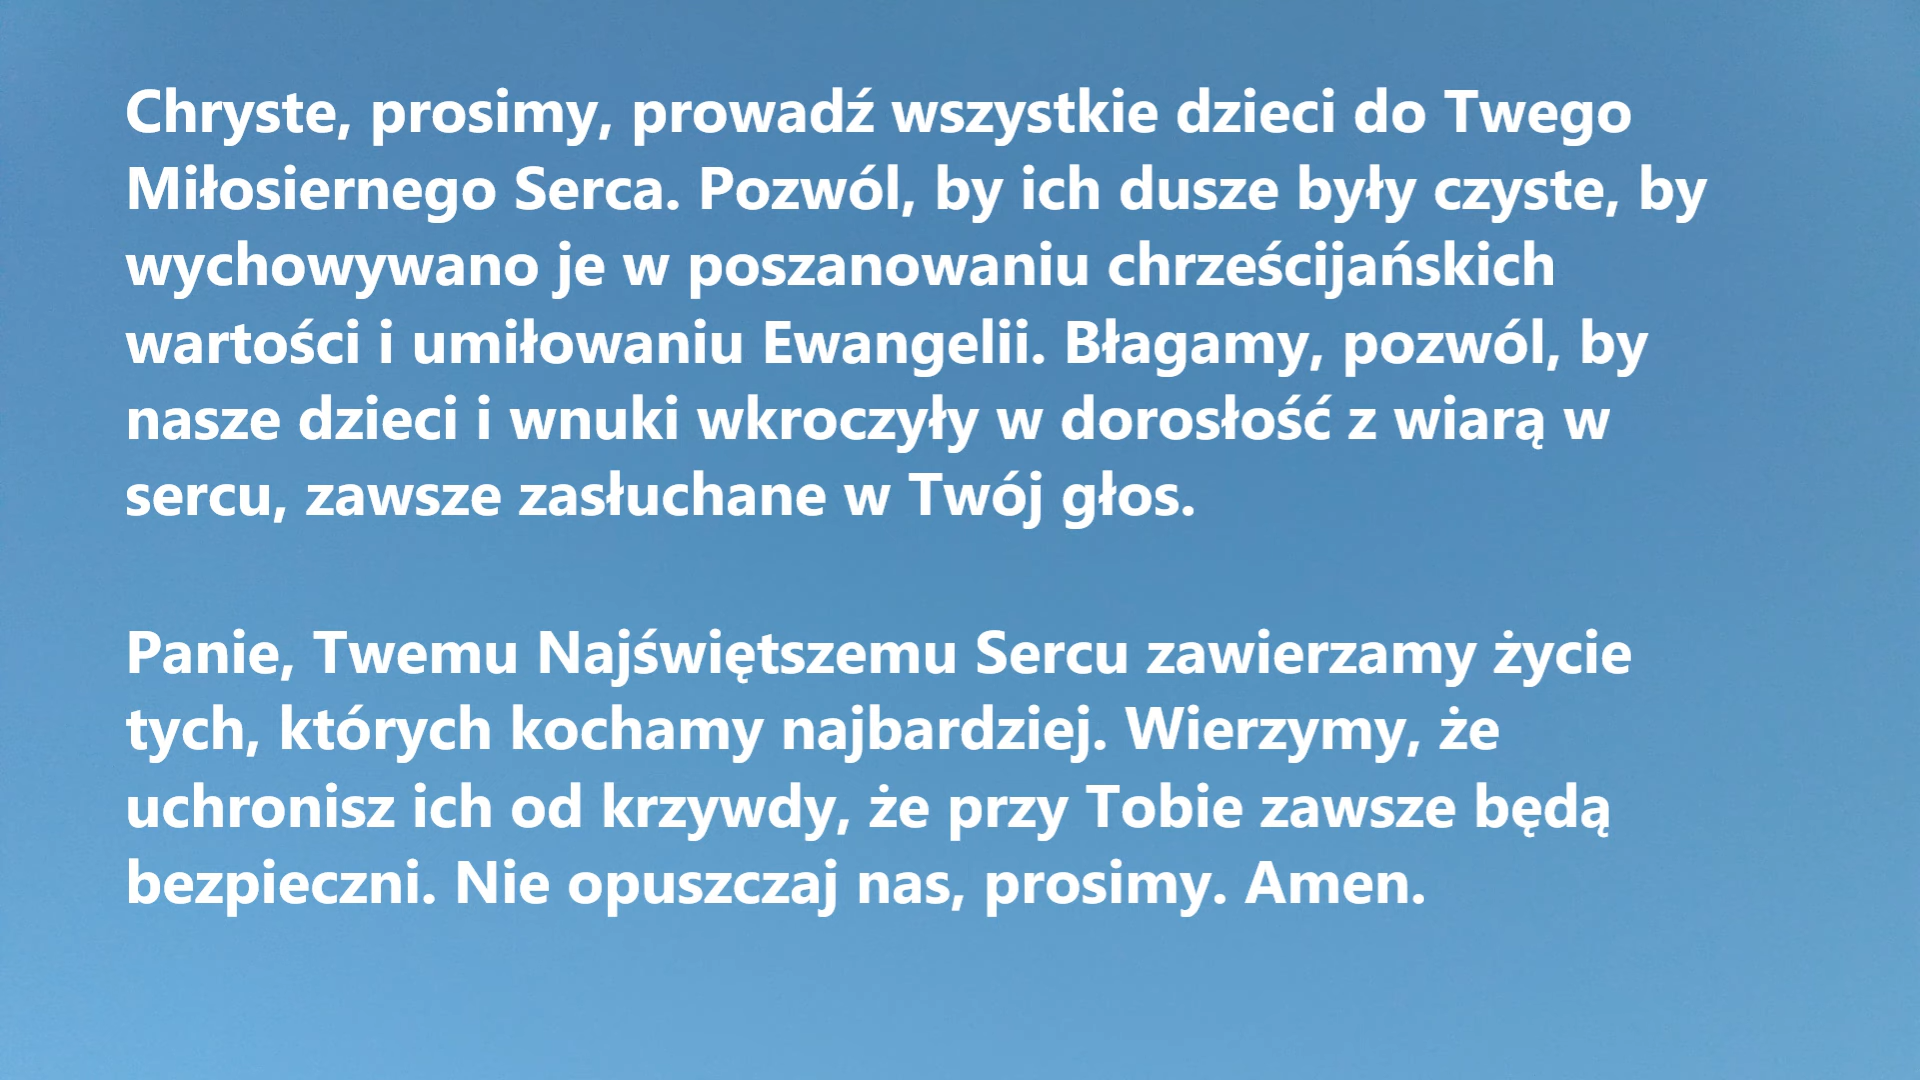 Chryste, prosimy, prowadź wszystkie dzieci do Twego
Miłosiernego Serca. Pozwól, by ich dusze były czyste, by
wychowywano je w poszanowaniu chrześcijańskich
wartości i umiłowaniu Ewangelii. Błagamy, pozwól, by
nasze dzieci i wnuki wkroczyły w dorosłość z wiarą w
sercu, zawsze zasłuchane w Twój głos.
Panie, Twemu Najświętszemu Sercu zawierzamy życie
tych, których kochamy najbardziej. Wierzymy, że
uchronisz ich od krzywdy, że przy Tobie zawsze będą
bezpieczni. Nie opuszczaj nas, prosimy. Amen.